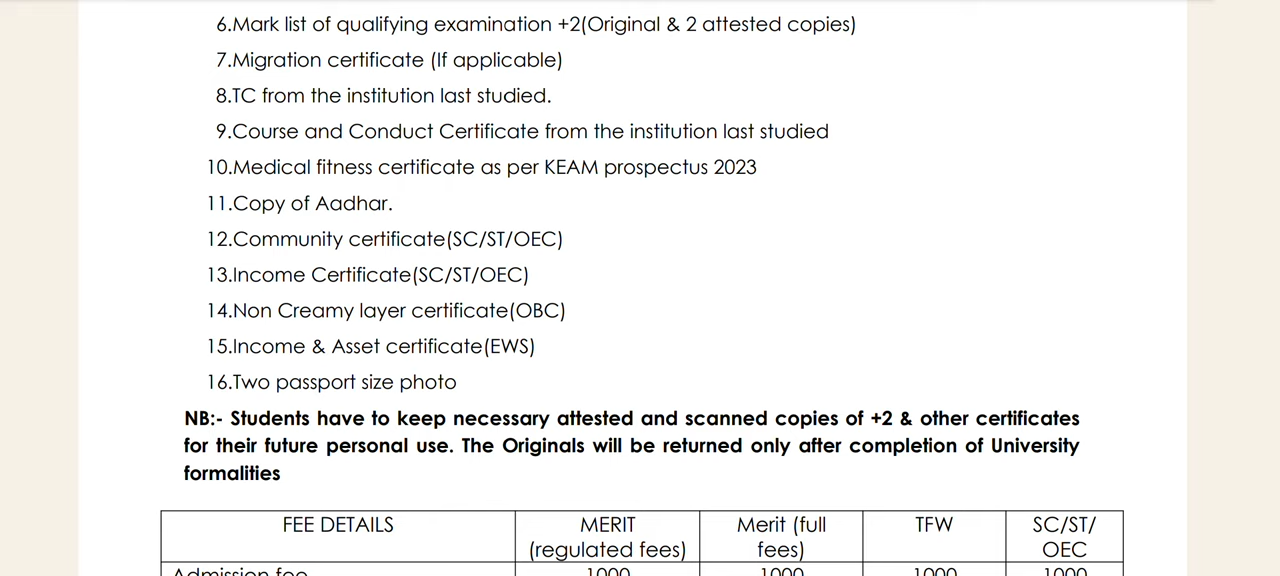 6.Mark list of qualifying examination +2(Original & 2 attested copies)
7.Migration certificate (If applicable)
8.TC from the institution last studied.
9.Course and Conduct Certificate from the institution last studied
10.Medical fitness certificate as per KEAM prospectus 2023
11.Copy of Aadhar.
12.Community certificate(SC/ST/OEC)
13.Income Certificate(SC/ST/OEC)
14.Non Creamy layer certificate(OBC)
15.Income & Asset certificate(EWS)
16.Two passport size photo
NB:- Students have to keep necessary attested and scanned copies of +2 & other certificates
for their future personal use. The Originals will be returned only after completion of University
formalities
FEE DETAILS MERIT Merit (full TFW SC/ST/
(regulated fees) fees) OEC
Admission fee 1000 1000 1000 1000